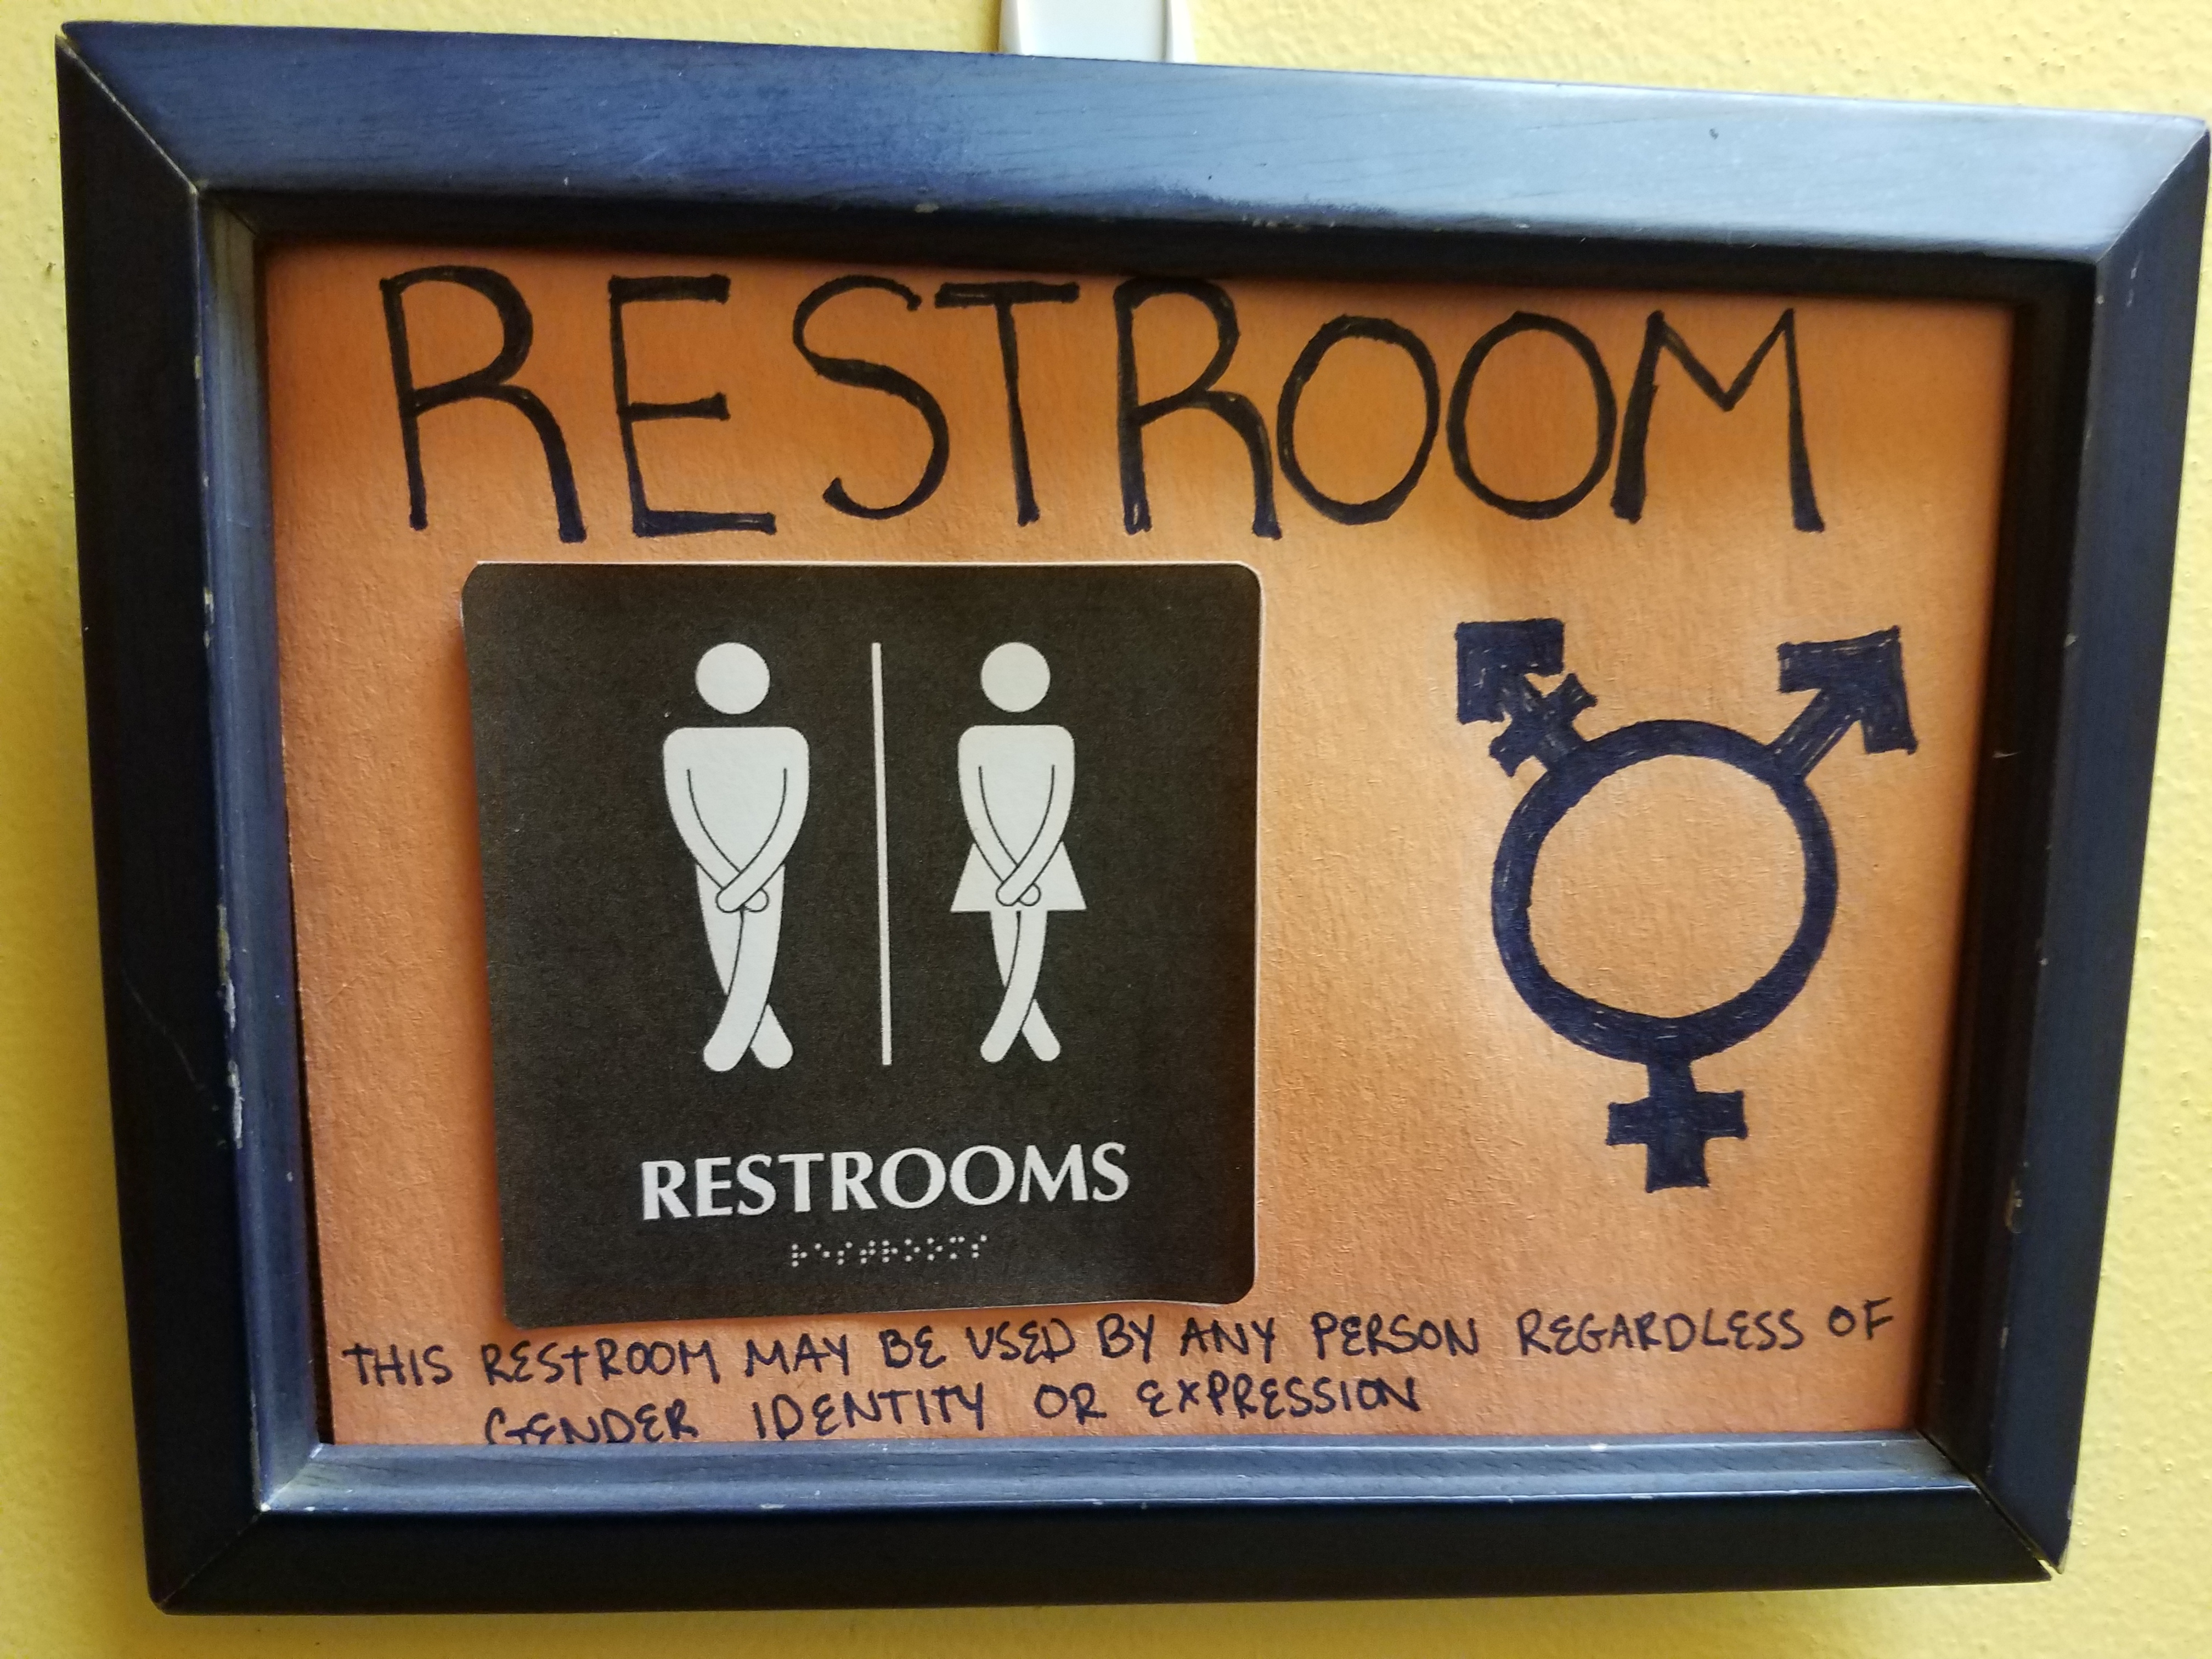 RESTROOM
RESTROOMS
⠗⠑⠎⠞⠗⠕⠕⠍⠎
THIS RESTROOM MAY BE USED BY ANY PERSON REGARDLESS OF
GENDER IDENTITY OR EXPRESSION